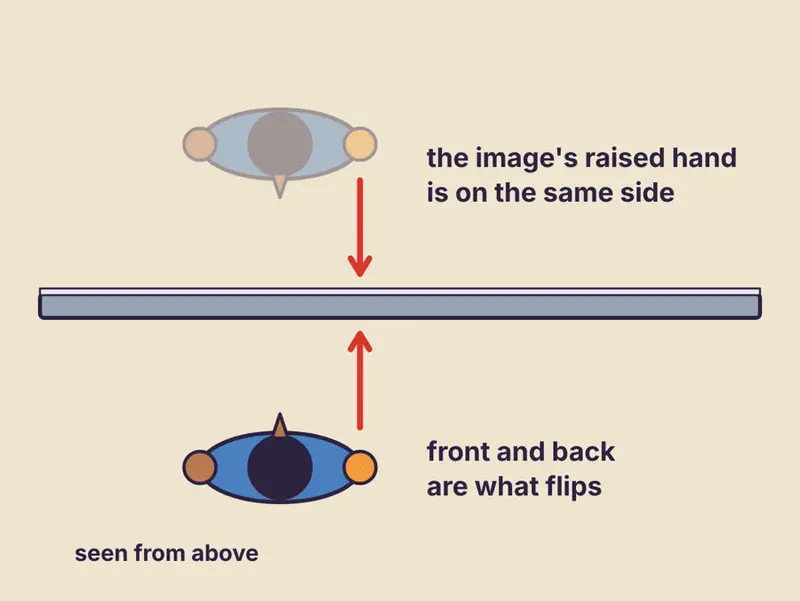 the image's raised hand
is on the same side
front and back
are what flips
seen from above